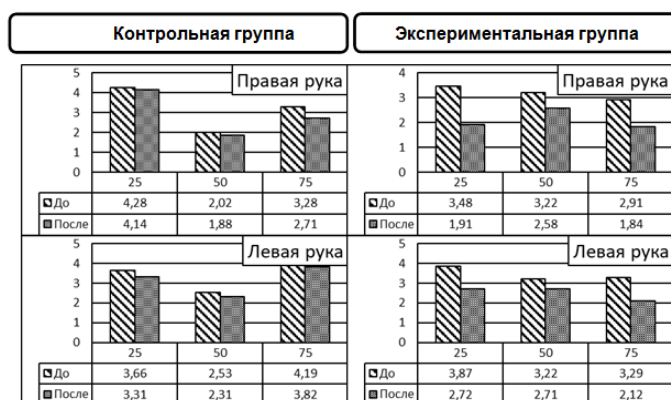 Контрольная группа
Экспериментальная группа
Правая рука
5
4
3
2
1
0
25 50 75
До 4,28 2,02 3,28
После 4,14 1,88 2,71
Правая рука
4
3
2
1
0
25 50 75
До 3,48 3,22 2,91
После 1,91 2,58 1,84
Левая рука
5
4
3
2
1
0
25 50 75
До 3,66 2,53 4,19
После 3,31 2,31 3,82
Левая рука
5
4
3
2
1
0
25 50 75
До 3,87 3,22 3,29
После 2,72 2,71 2,12